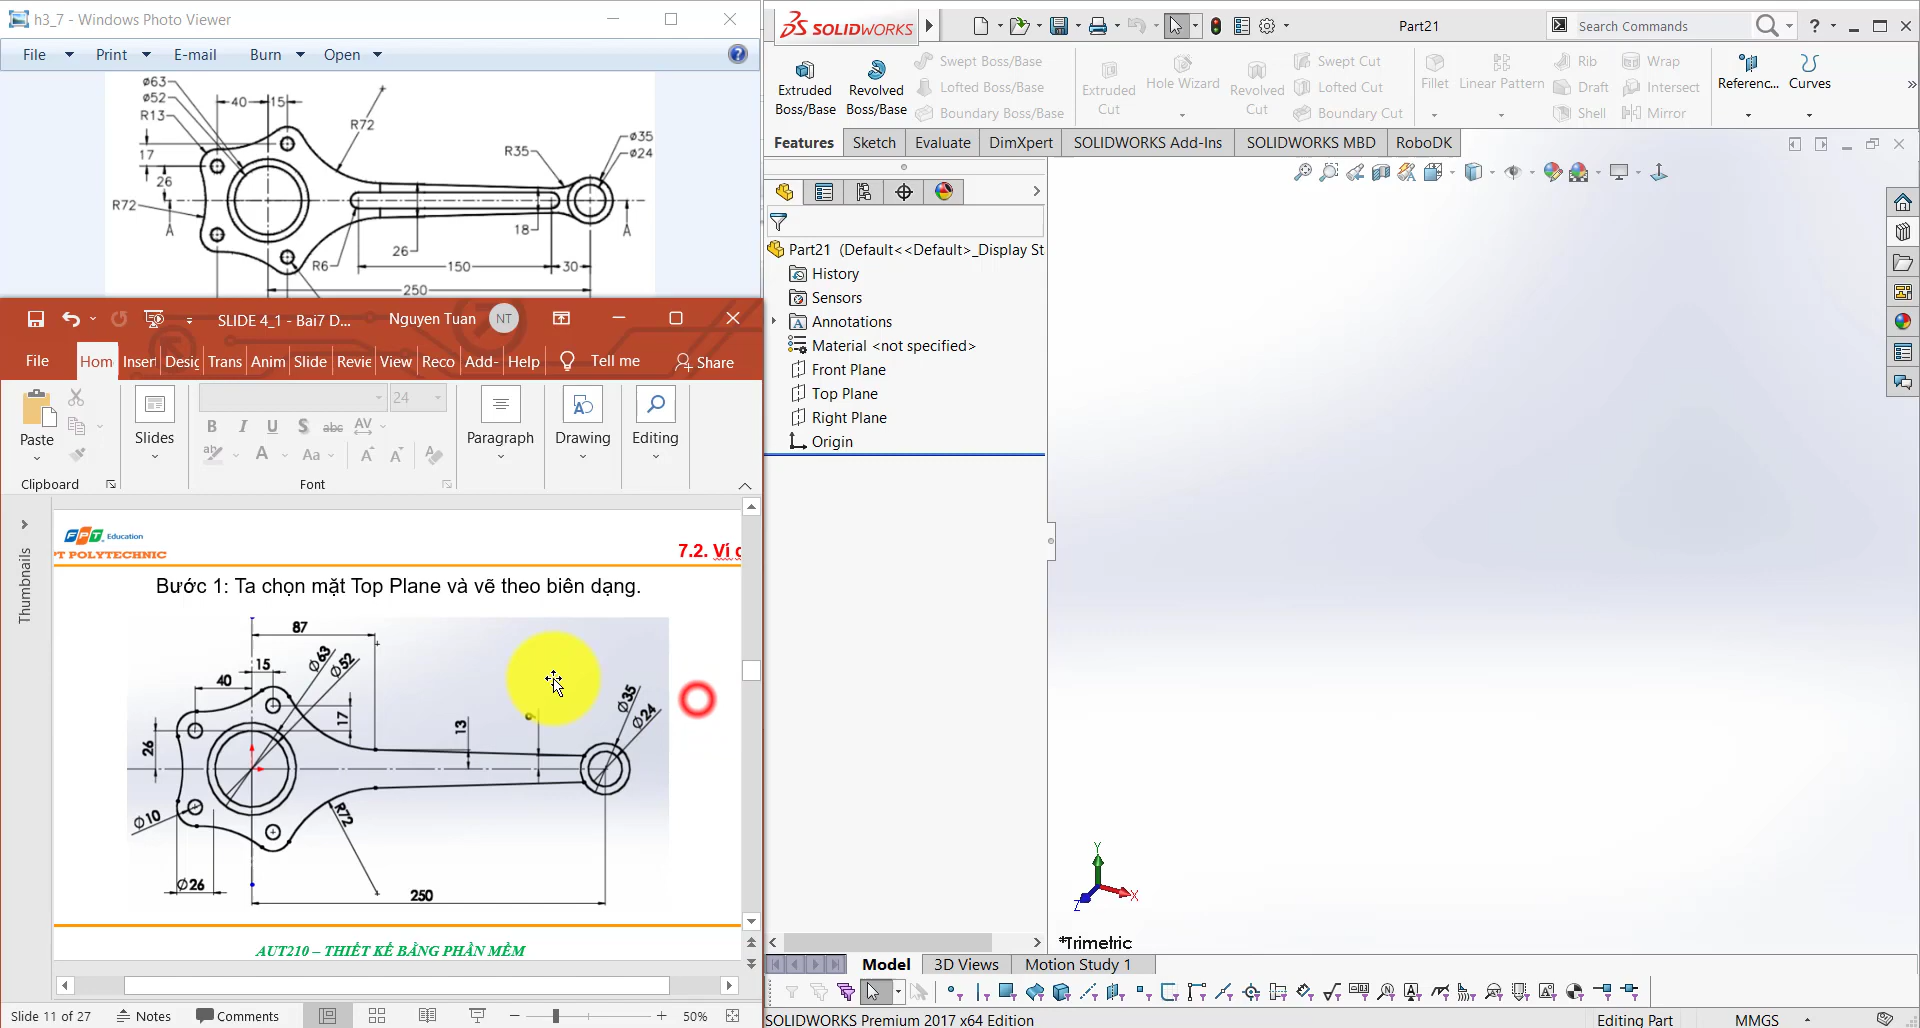 h3_7 - Windows Photo Viewer
File Print E-mail Burn Open
ø63
ø52
R13
40 15
R72
R35
ø35
ø24
17
26
R72
A
A
18
26
R6
150
30
250
SLIDE 4_1 - Bai7 D... Nguyen Tuan NT
File Hom Inser Desig Trans Anim Slide Revie View Reco Add- Help Tell me Share
Paste
Slides
24
B I U S abc AV
ab A Aa A A
Paragraph
Drawing
Editing
Clipboard Font
Thumbnails
FPT Education
PT POLYTECHNIC
7.2. Ví d
Bước 1: Ta chọn mặt Top Plane và vẽ theo biên dạng.
87
15
40
Ø63
Ø52
17
26
13
9
Ø35
Ø24
Ø10
R72
Ø26
250
AUT210 – THIẾT KẾ BẰNG PHẦN MỀM
Slide 11 of 27 Notes Comments 50%
SOLIDWORKS
Part21
Search Commands
Extruded Boss/Base
Revolved Boss/Base
Swept Boss/Base
Lofted Boss/Base
Boundary Boss/Base
Extruded Cut
Hole Wizard
Revolved Cut
Swept Cut
Lofted Cut
Boundary Cut
Fillet
Linear Pattern
Rib
Draft
Shell
Wrap
Intersect
Mirror
Referenc...
Curves
Features Sketch Evaluate DimXpert SOLIDWORKS Add-Ins SOLIDWORKS MBD RoboDK
Part21 (Default<<Default>_Display St
History
Sensors
Annotations
Material <not specified>
Front Plane
Top Plane
Right Plane
Origin
Y
X
Z
*Trimetric
Model 3D Views Motion Study 1
SOLIDWORKS Premium 2017 x64 Edition
Editing Part MMGS